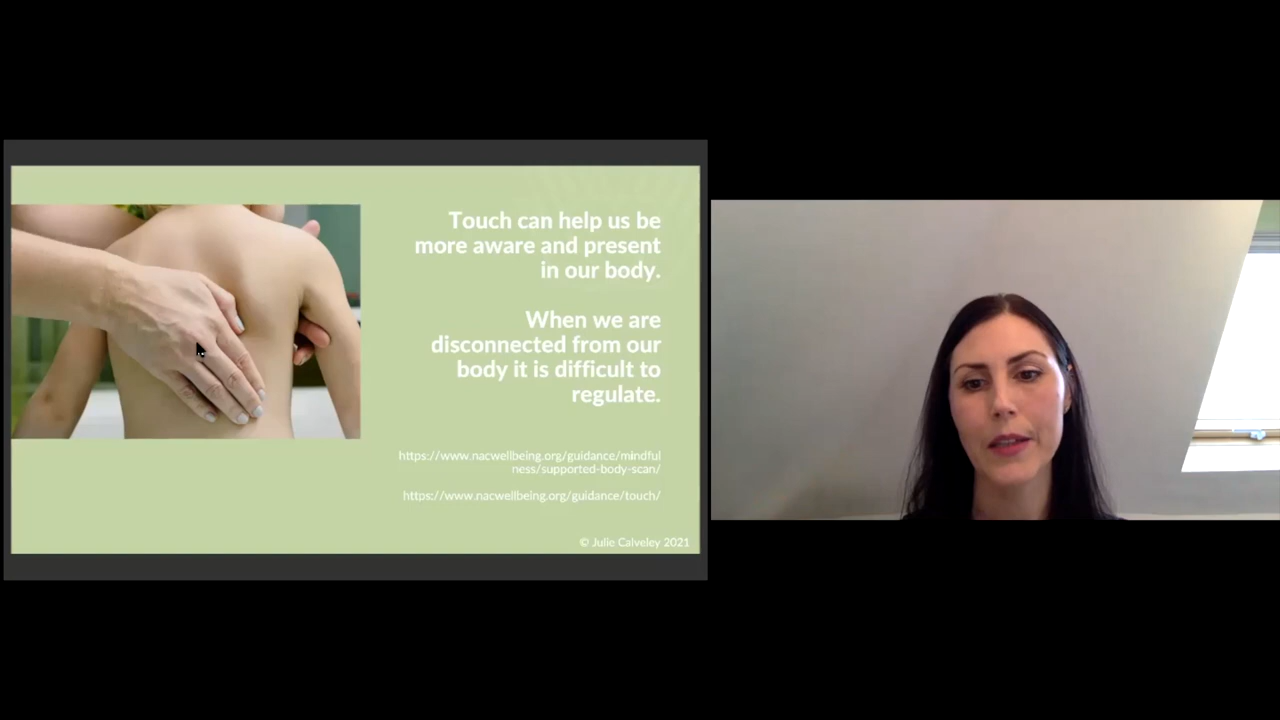 Touch can help us be
more aware and present
in our body.
When we are
disconnected from our
body it is difficult to
regulate.
https://www.nacwellbeing.org/guidance/mindful
ness/supported-body-scan/
https://www.nacwellbeing.org/guidance/touch/
© Julie Calveley 2021